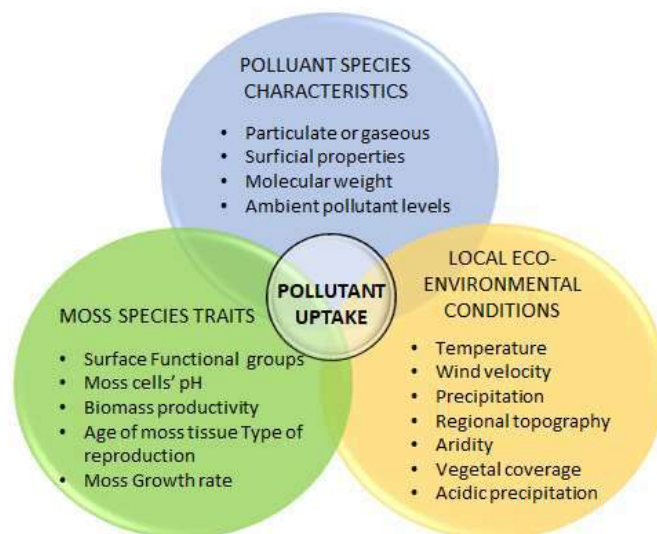 POLLUANT SPECIES
CHARACTERISTICS
• Particulate or gaseous
• Surficial properties
• Molecular weight
• Ambient pollutant levels
POLLUTANT
UPTAKE
MOSS SPECIES TRAITS
• Surface Functional groups
• Moss cells' pH
• Biomass productivity
• Age of moss tissue Type of
reproduction
• Moss Growth rate
LOCAL ECO-
ENVIRONMENTAL
CONDITIONS
• Temperature
• Wind velocity
• Precipitation
• Regional topography
• Aridity
• Vegetal coverage
• Acidic precipitation